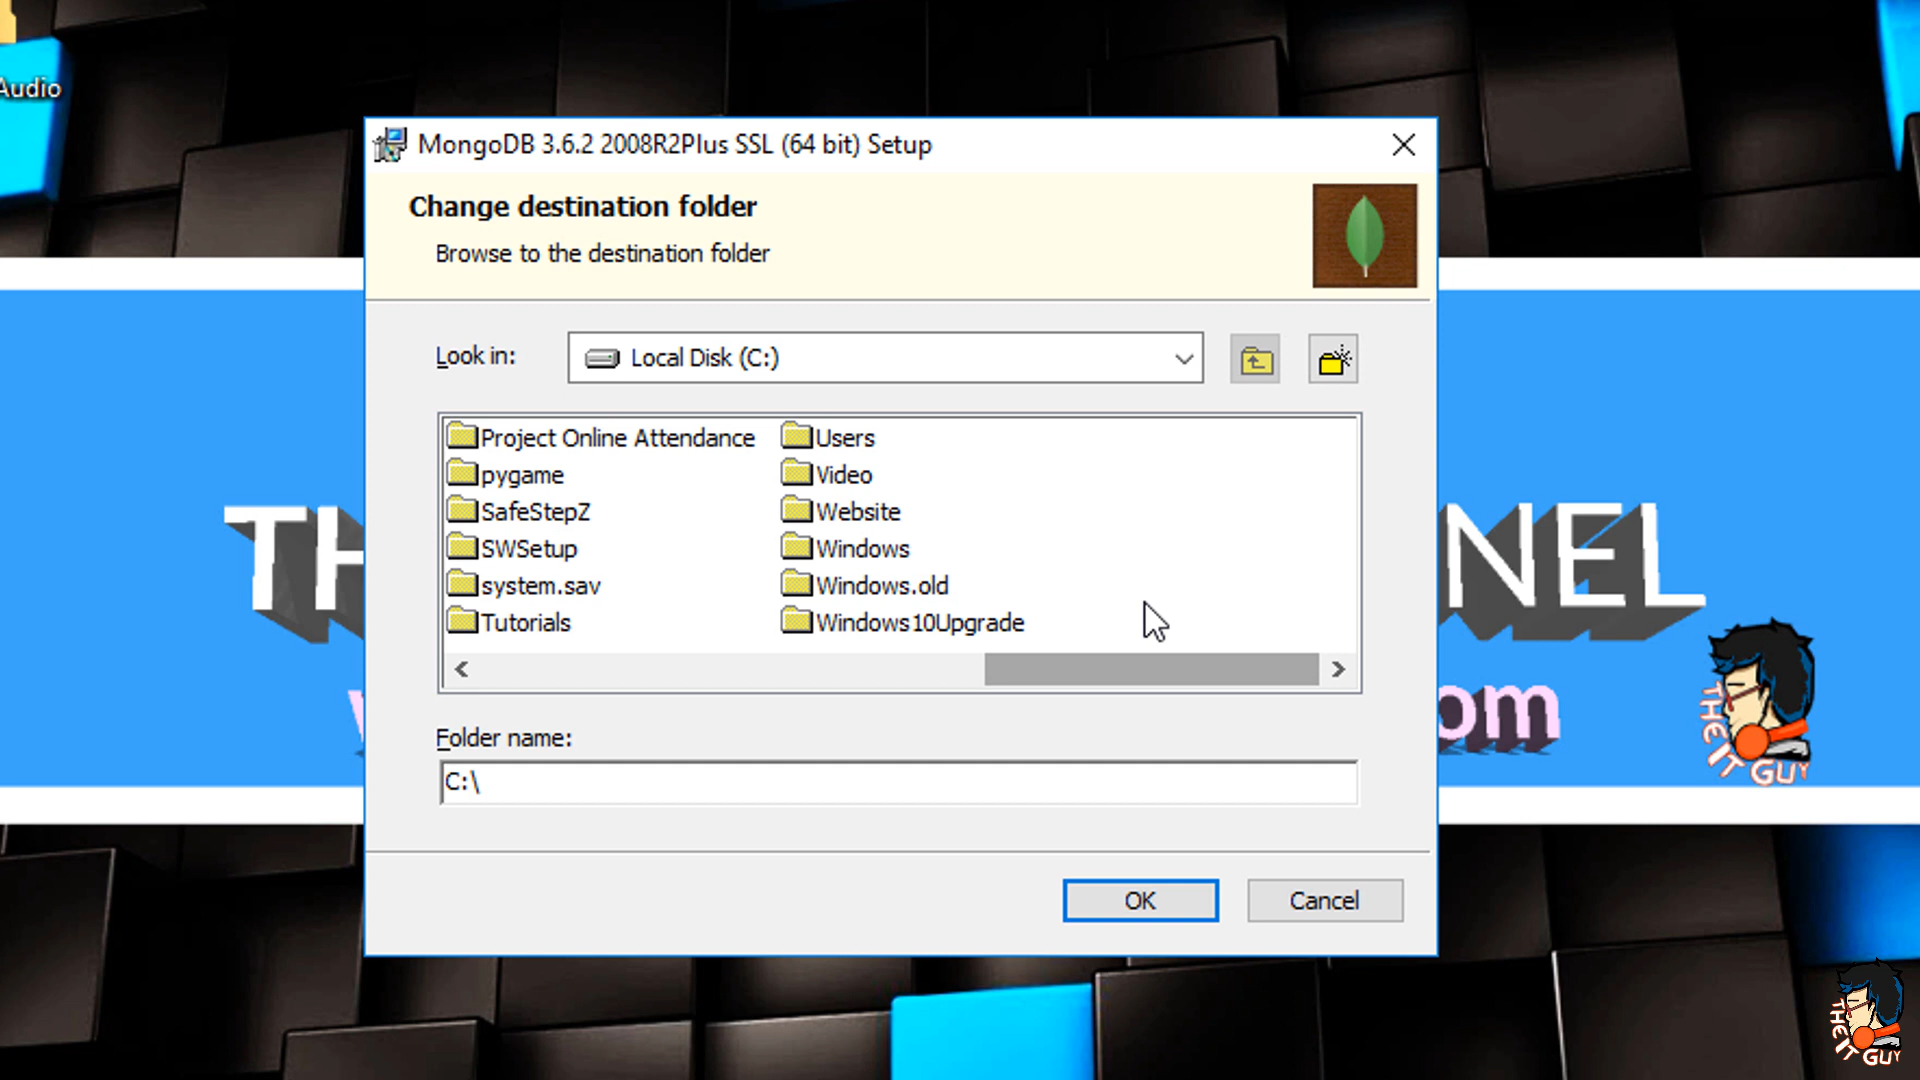 Audio
MongoDB 3.6.2 2008R2Plus SSL (64 bit) Setup
Change destination folder
Browse to the destination folder
Look in:
Local Disk (C:)
Project Online Attendance
pygame
SafeStepZ
SWSetup
system.sav
Tutorials
Users
Video
Website
Windows
Windows.old
Windows10Upgrade
Folder name:
C:\
OK
Cancel
TH
NEL
om
THE IT GUY
THE IT GUY